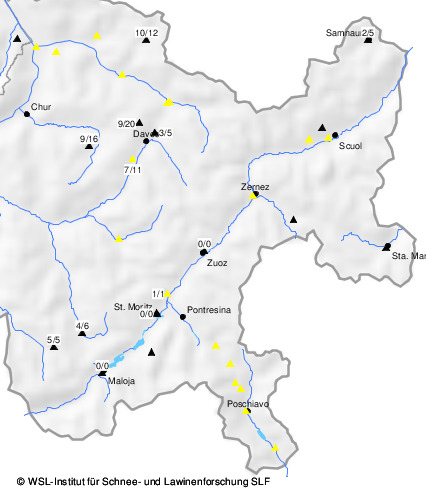 10/12
Samnau 2/5
Chur
9/20
Davos 3/5
9/16
Scuol
7/11
Zernez
0/0
Zuoz
Sta. Mar
1/1
St. Moritz
0/0
Pontresina
4/6
5/5
0/0
Maloja
Poschiavo
© WSL-Institut für Schnee- und Lawinenforschung SLF